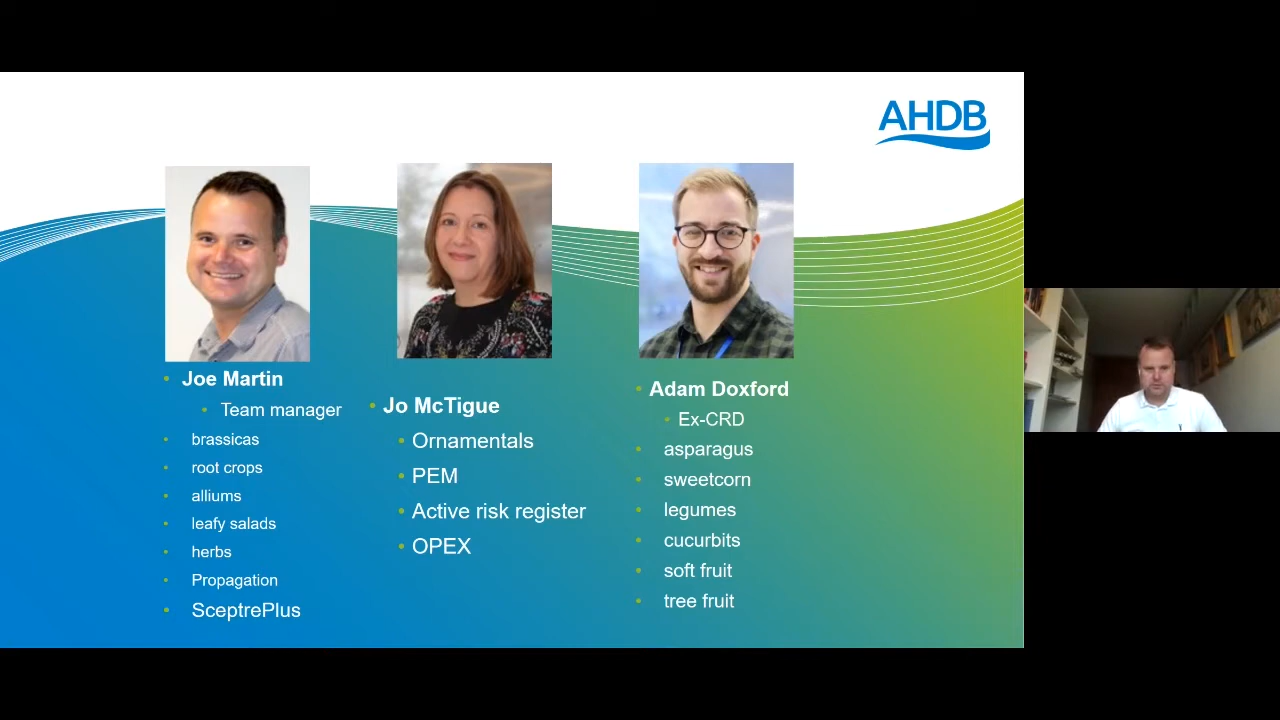 AHDB
Joe Martin
Team manager
brassicas
root crops
alliums
leafy salads
herbs
Propagation
SceptrePlus
Jo McTigue
Ornamentals
PEM
Active risk register
OPEX
Adam Doxford
Ex-CRD
asparagus
sweetcorn
legumes
cucurbits
soft fruit
tree fruit